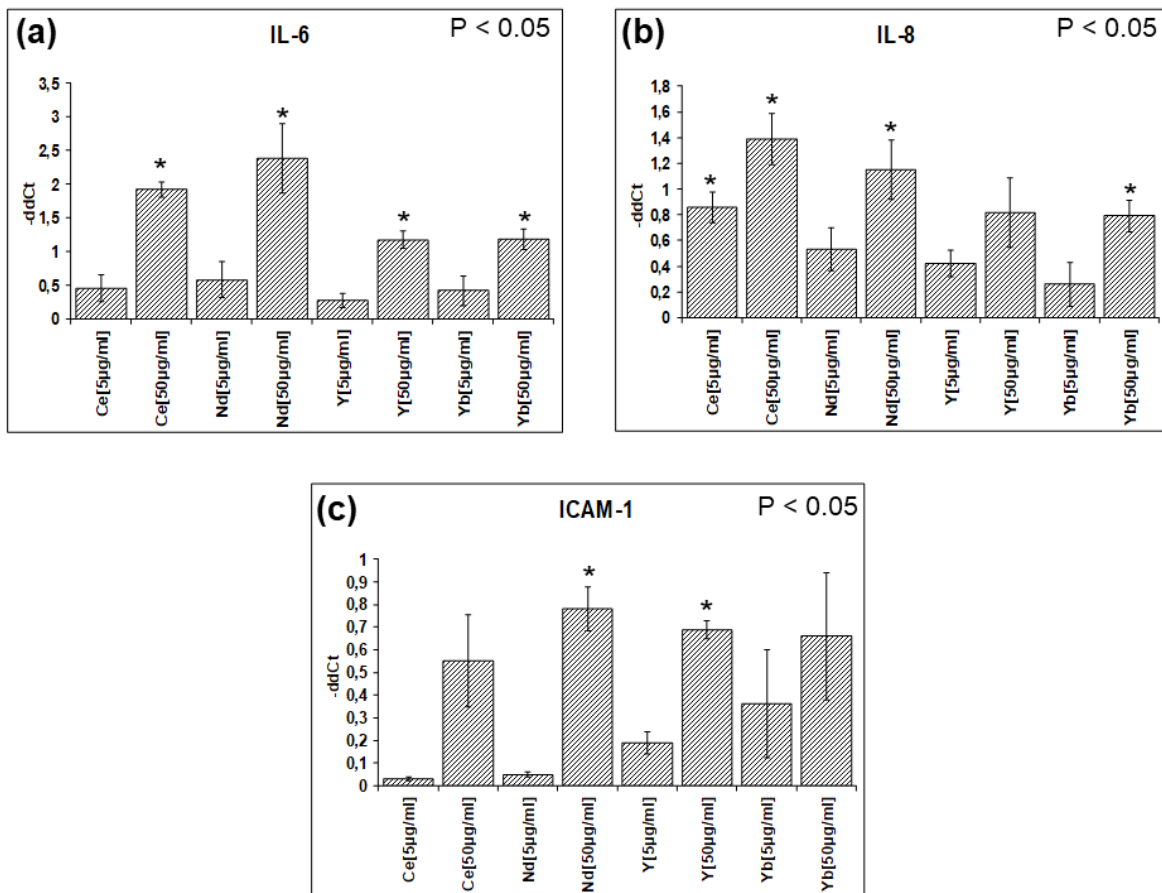 (a) IL-6 P < 0.05
-ddCt
3,5
3
2,5
2
1,5
1
0,5
0
* * * *
Ce[5µg/ml] Ce[50µg/ml] Nd[5µg/ml] Nd[50µg/ml] Y[5µg/ml] Y[50µg/ml] Yb[5µg/ml] Yb[50µg/ml]
(b) IL-8 P < 0.05
-ddCt
1,8
1,6
1,4
1,2
1
0,8
0,6
0,4
0,2
0
* * * *
Ce[5µg/ml] Ce[50µg/ml] Nd[5µg/ml] Nd[50µg/ml] Y[5µg/ml] Y[50µg/ml] Yb[5µg/ml] Yb[50µg/ml]
(c) ICAM-1 P < 0.05
-ddCt
1
0,9
0,8
0,7
0,6
0,5
0,4
0,3
0,2
0,1
0
* *
Ce[5µg/ml] Ce[50µg/ml] Nd[5µg/ml] Nd[50µg/ml] Y[5µg/ml] Y[50µg/ml] Yb[5µg/ml] Yb[50µg/ml]